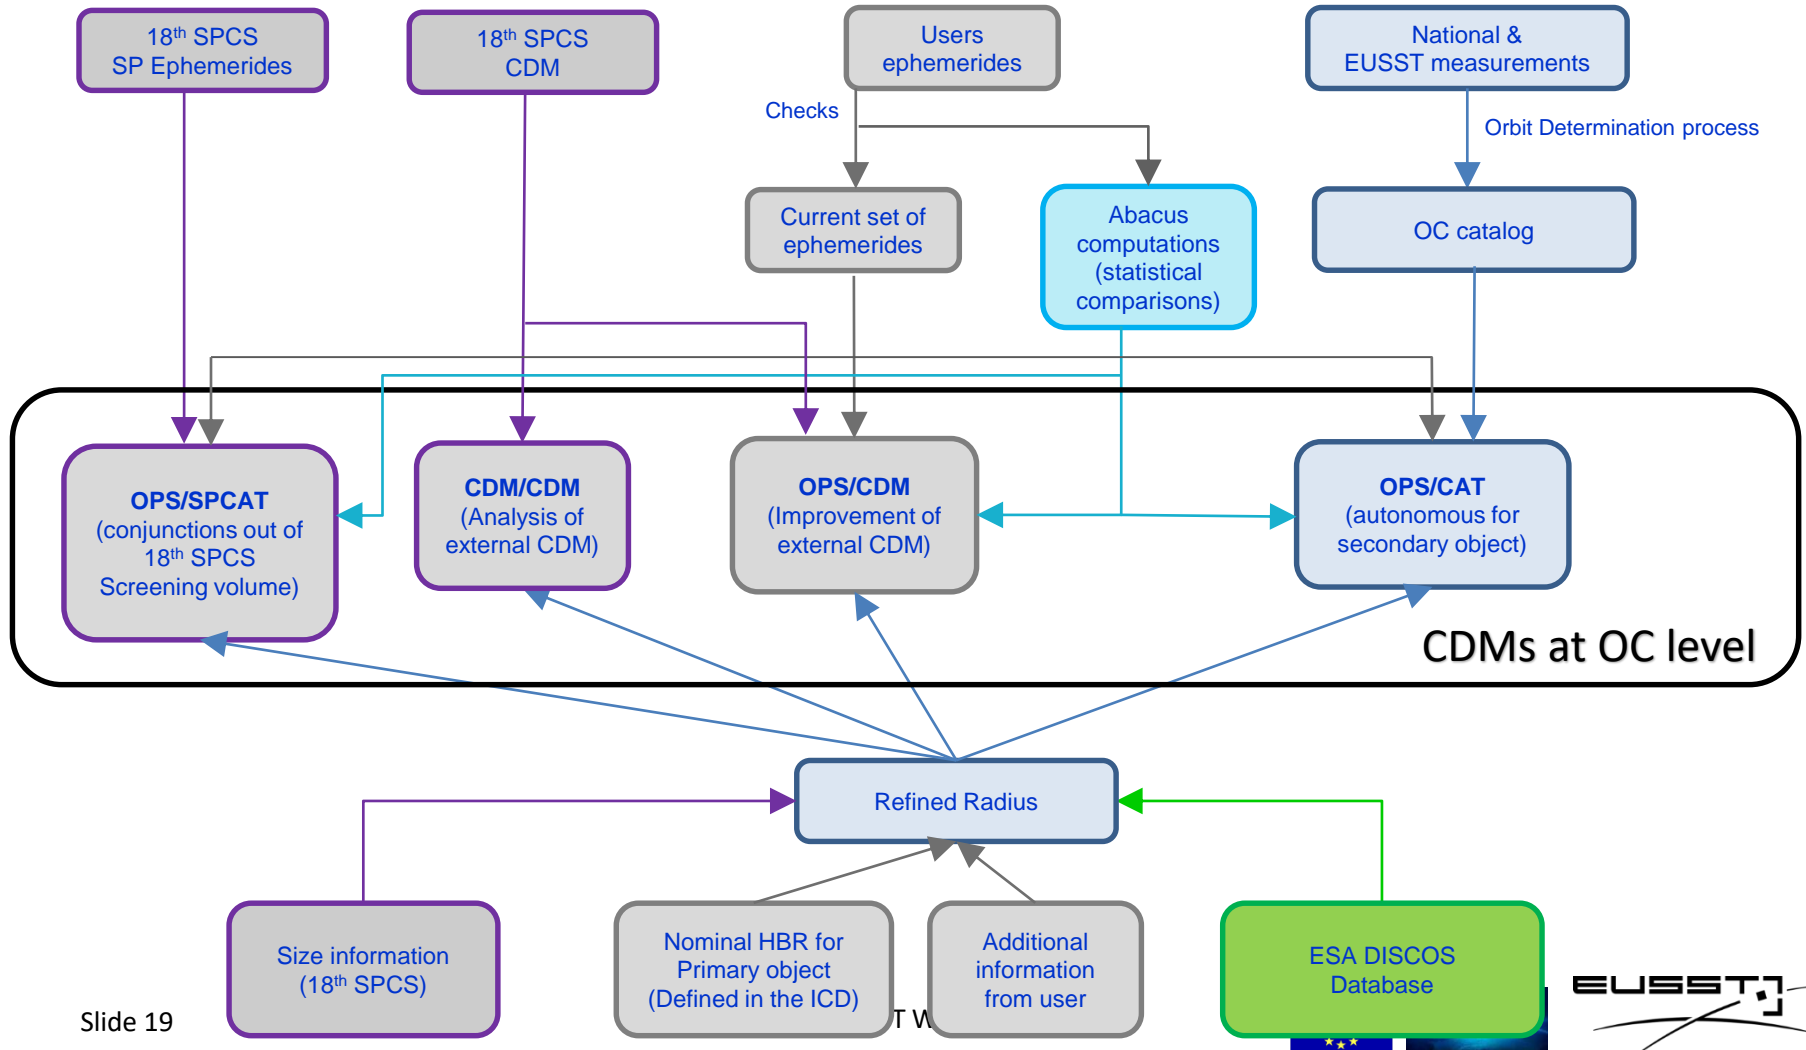 18th SPCS
SP Ephemerides
18th SPCS
CDM
Users
ephemerides
National &
EUSST measurements
Checks
Orbit Determination process
Current set of
ephemerides
Abacus
computations
(statistical
comparisons)
OC catalog
OPS/SPCAT
(conjunctions out of
18th SPCS
Screening volume)
CDM/CDM
(Analysis of
external CDM)
OPS/CDM
(Improvement of
external CDM)
OPS/CAT
(autonomous for
secondary object)
CDMs at OC level
Refined Radius
Size information
(18th SPCS)
Nominal HBR for
Primary object
(Defined in the ICD)
Additional
information
from user
ESA DISCOS
Database
Slide 19
EUSST